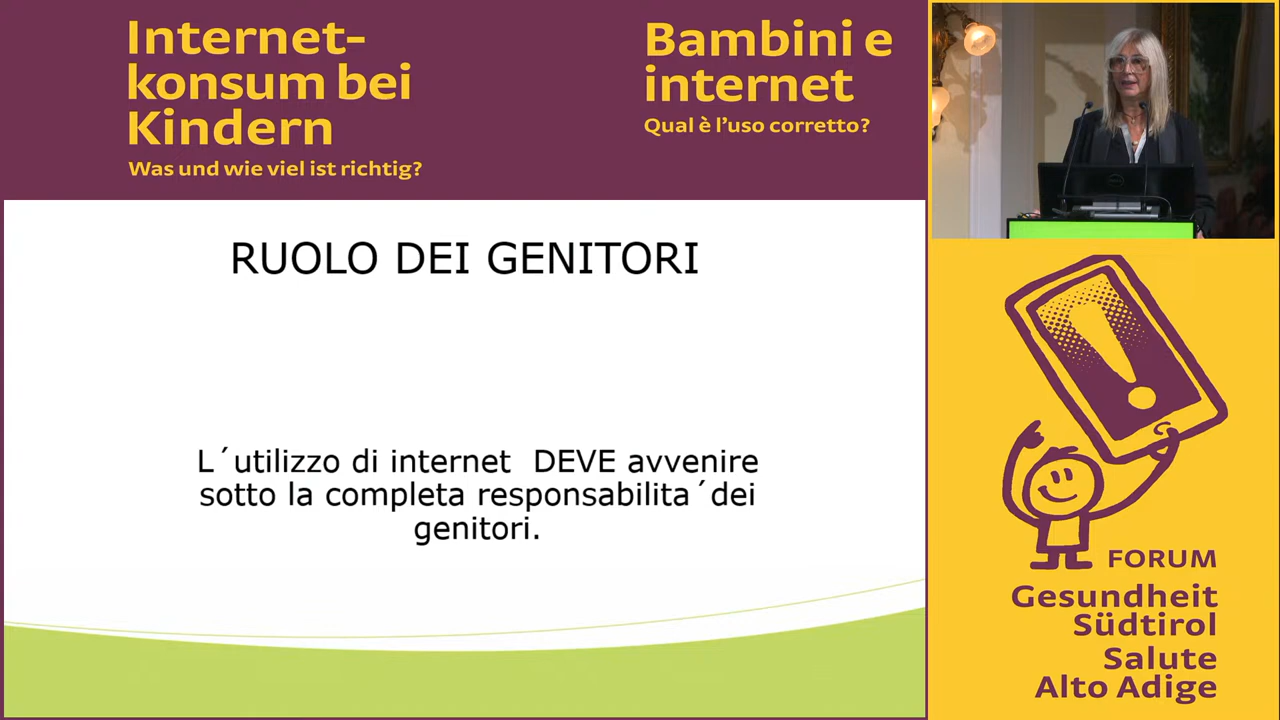 Internet-
konsum bei
Kindern
Was und wie viel ist richtig?
Bambini e
internet
Qual è l’uso corretto?
RUOLO DEI GENITORI
L´utilizzo di internet  DEVE avvenire
sotto la completa responsabilita´dei
genitori.
FORUM
Gesundheit
Südtirol
Salute
Alto Adige